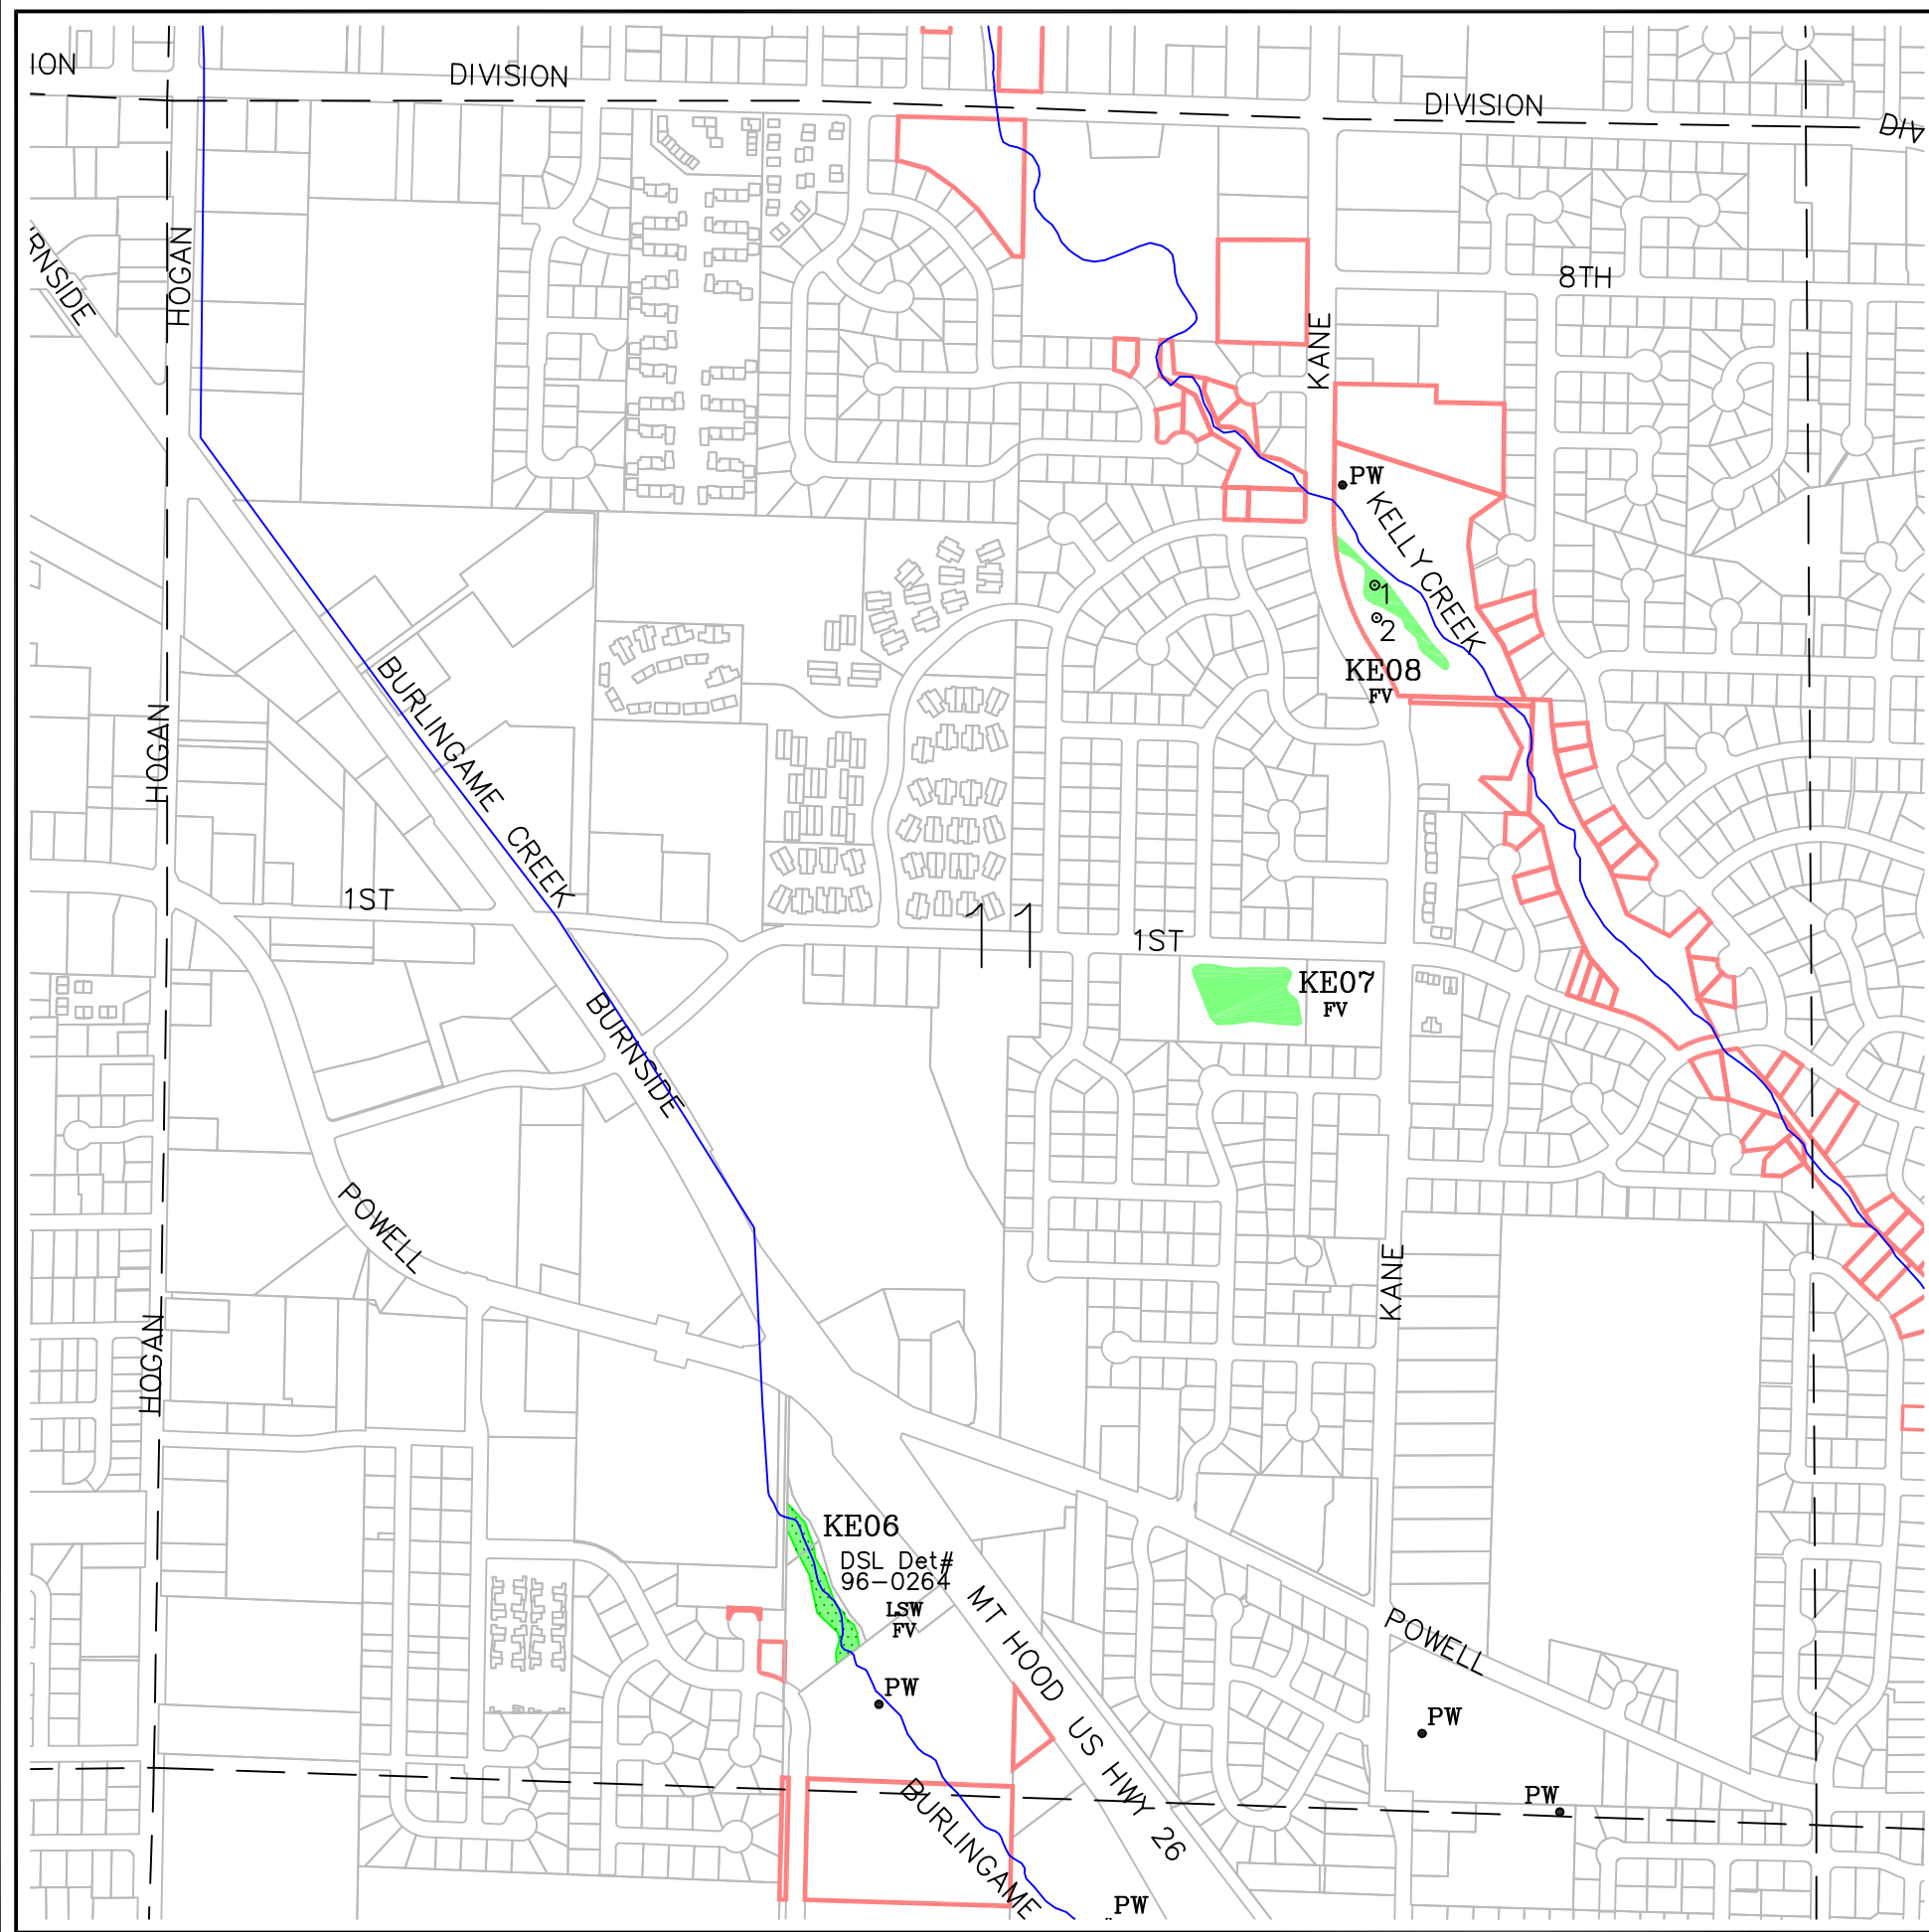 ION
DIVISION
DIVISION
DIV
RNSIDE
HOGAN
8TH
KANE
PW
KELLY CREEK
1
2
KE08
FV
HOGAN
BURLINGAME CREEK
1ST
11
1ST
KE07
FV
BURNSIDE
POWELL
KANE
HOGAN
KE06
DSL Det#
96-0264
LSW
FV
MT HOOD US HWY 26
POWELL
PW
PW
PW
BURLINGAME
PW